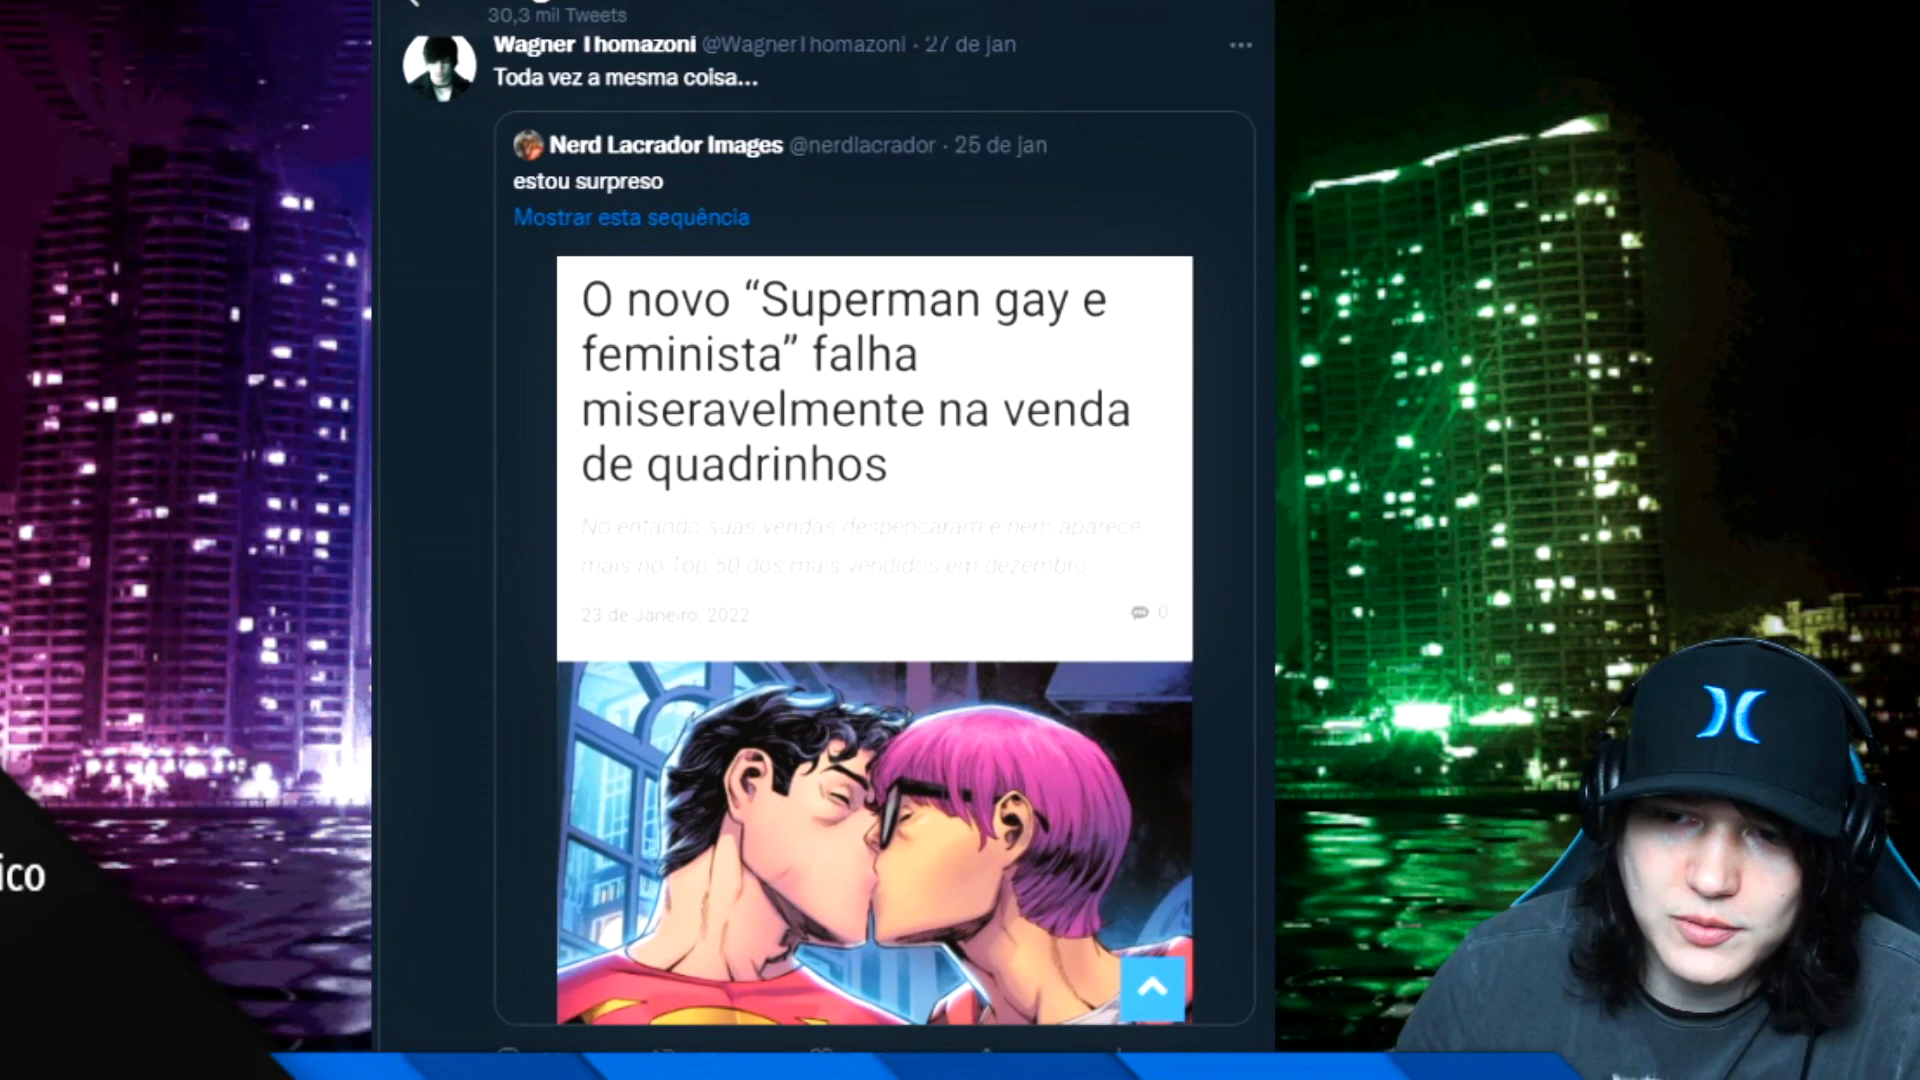 30,3 mil Tweets
Wagner Thomazoni @WagnerThomazoni · 27 de jan
Toda vez a mesma coisa...
Nerd Lacrador Images @nerdlacrador · 25 de jan
estou surpreso
Mostrar esta sequência
O novo “Superman gay e
feminista” falha
miseravelmente na venda
de quadrinhos
No entando suas vendas despencaram e nem aparece
mais no Top 50 dos mais vendidos em dezembro
23 de Janeiro, 2022
0
ico